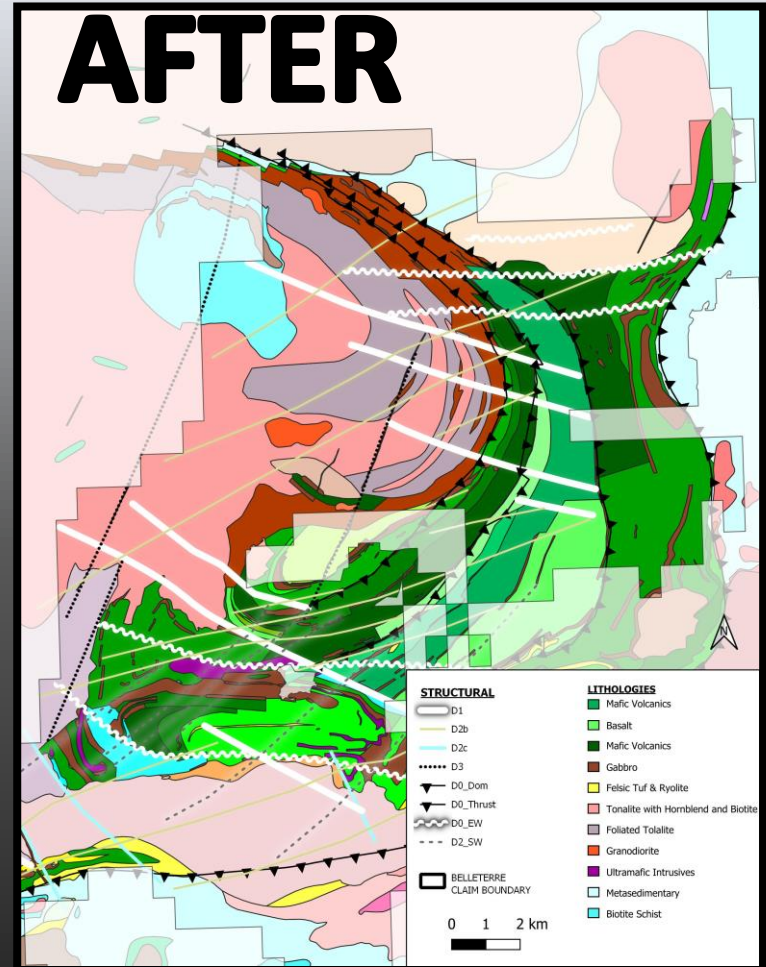 AFTER
N
STRUCTURAL
D1
D2b
D2c
D3
D0_Dom
D0_Thrust
D0_EW
D2_SW
BELLETERRE
CLAIM BOUNDARY
0 1 2 km
LITHOLOGIES
Mafic Volcanics
Basalt
Mafic Volcanics
Gabbro
Felsic Tuf & Ryolite
Tonalite with Hornblend and Biotite
Foliated Tolalite
Granodiorite
Ultramafic Intrusives
Metasedimentary
Biotite Schist